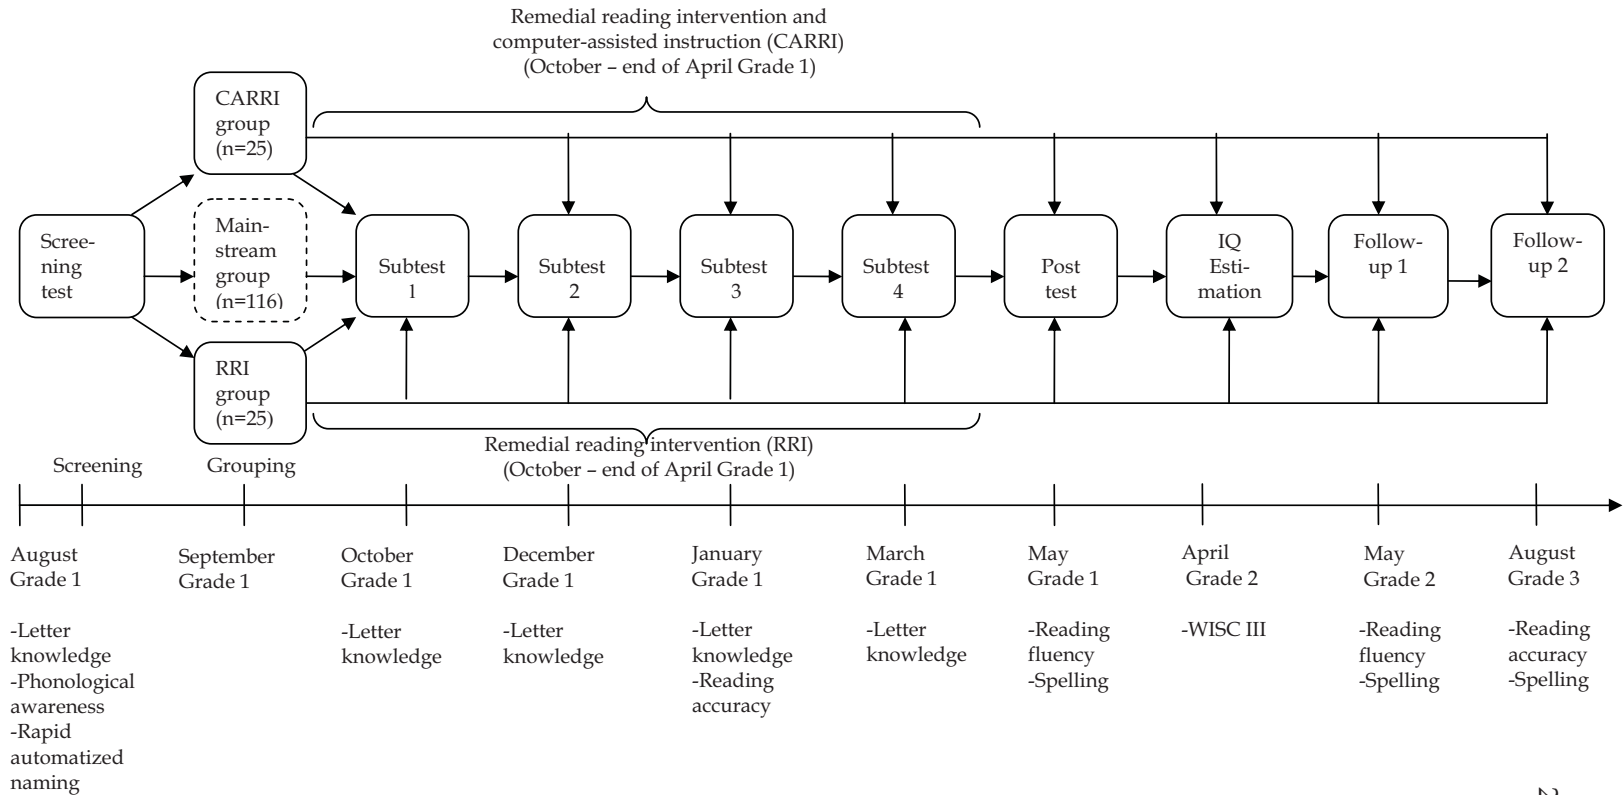 Remedial reading intervention and
computer-assisted instruction (CARRI)
(October – end of April Grade 1)
CARRI
group
(n=25)
Scree-
ning
test
Main-
stream
group
(n=116)
RRI
group
(n=25)
Subtest
1
Subtest
2
Subtest
3
Subtest
4
Post
test
IQ
Esti-
mation
Follow-
up 1
Follow-
up 2
Remedial reading intervention (RRI)
(October – end of April Grade 1)
Screening
Grouping
August
Grade 1
-Letter
knowledge
-Phonological
awareness
-Rapid
automatized
naming
September
Grade 1
October
Grade 1
-Letter
knowledge
December
Grade 1
-Letter
knowledge
January
Grade 1
-Letter
knowledge
-Reading
accuracy
March
Grade 1
-Letter
knowledge
May
Grade 1
-Reading
fluency
-Spelling
April
Grade 2
-WISC III
May
Grade 2
-Reading
fluency
-Spelling
August
Grade 3
-Reading
accuracy
-Spelling